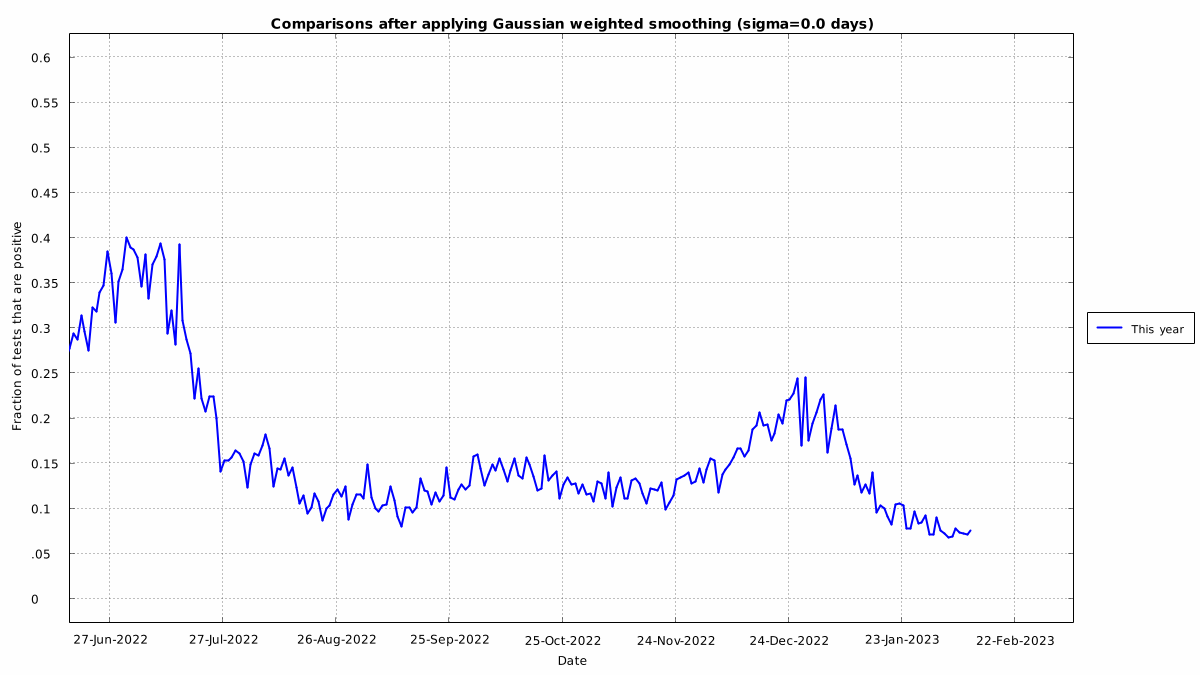 Comparisons after applying Gaussian weighted smoothing (sigma=0.0 days)
0.6
0.55
0.5
0.45
0.4
0.35
0.3
0.25
0.2
0.15
0.1
.05
0
Fraction of tests that are positive
This year
27-Jun-2022 27-Jul-2022 26-Aug-2022 25-Sep-2022 25-Oct-2022 24-Nov-2022 24-Dec-2022 23-Jan-2023 22-Feb-2023
Date